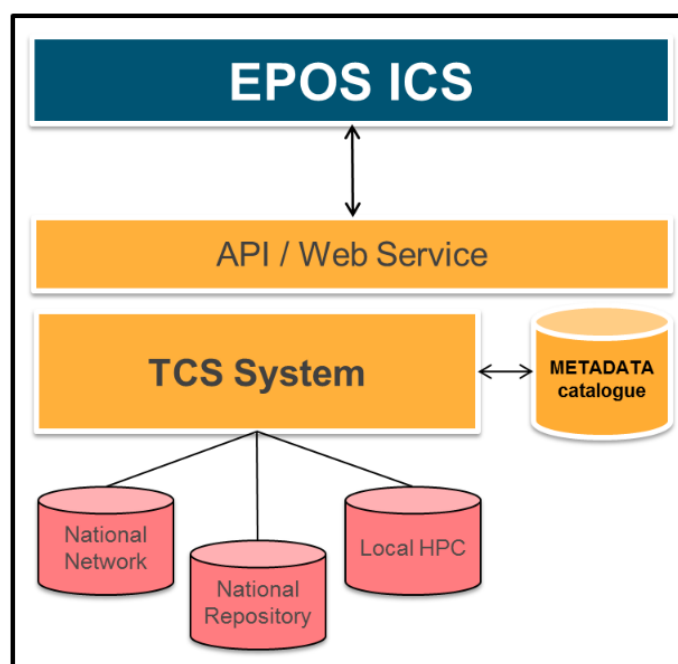 EPOS ICS
API / Web Service
TCS System
METADATA
catalogue
National
Network
Local HPC
National
Repository